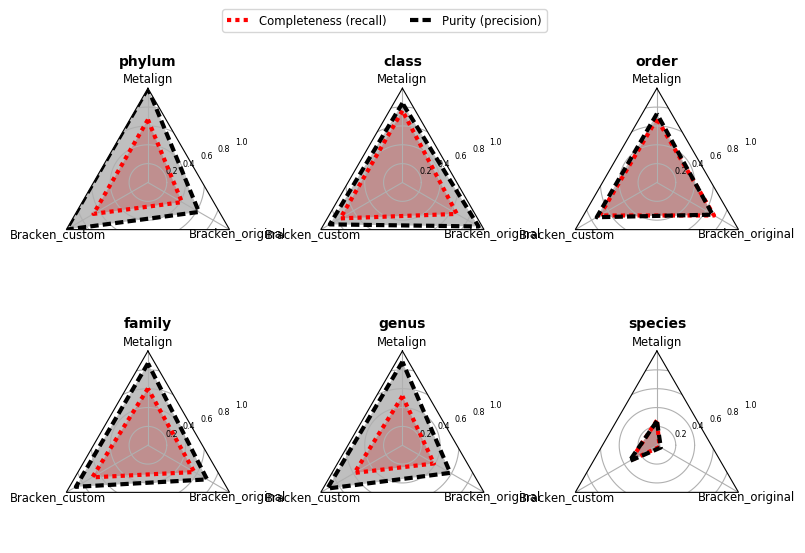 Completeness (recall) Purity (precision)
phylum class order
Metalign Metalign Metalign
0.2 0.4 0.6 0.8 1.0 0.2 0.4 0.6 0.8 1.0 0.2 0.4 0.6 0.8 1.0
Bracken_custom Bracken_original Bracken_custom Bracken_original Bracken_custom Bracken_original
family genus species
Metalign Metalign Metalign
0.2 0.4 0.6 0.8 1.0 0.2 0.4 0.6 0.8 1.0 0.2 0.4 0.6 0.8 1.0
Bracken_custom Bracken_original Bracken_custom Bracken_original Bracken_custom Bracken_original